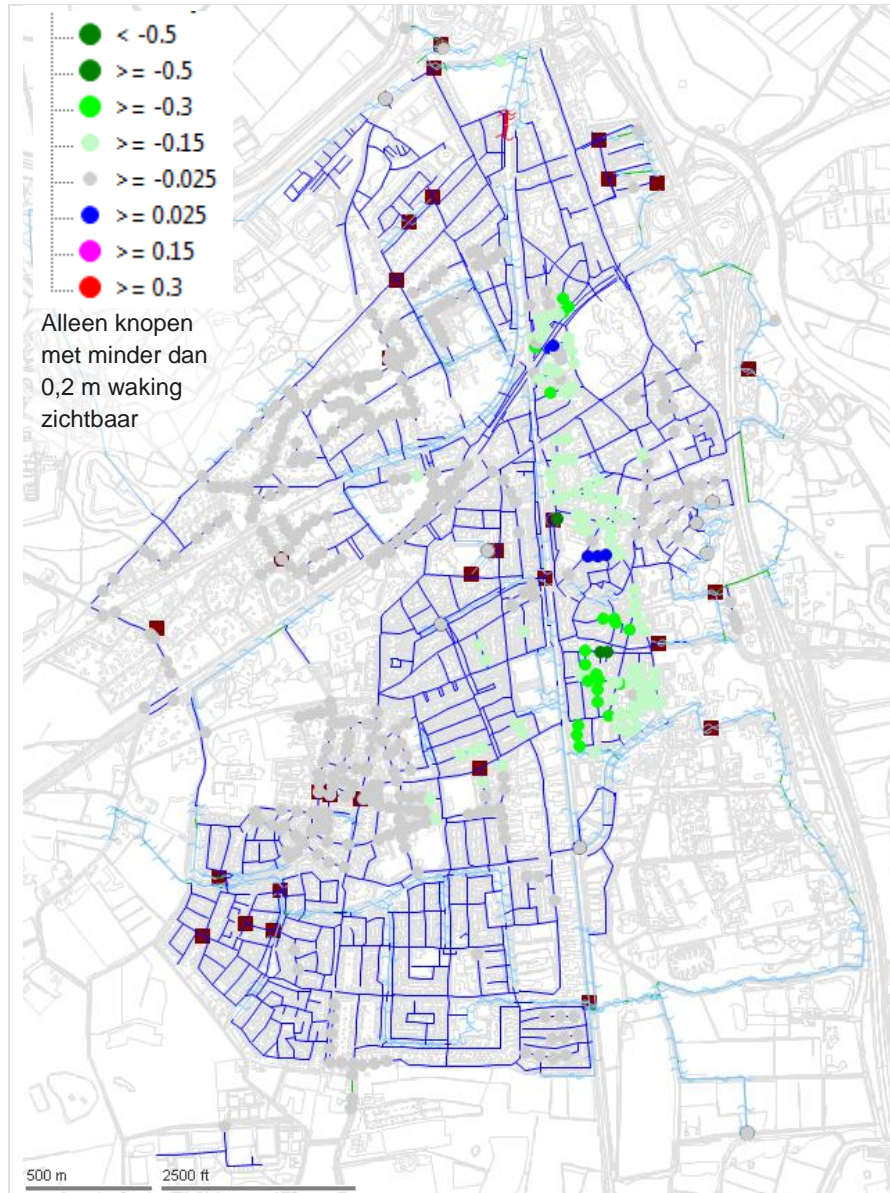 < -0.5
>= -0.5
>= -0.3
>= -0.15
>= -0.025
>= 0.025
>= 0.15
>= 0.3
Alleen knopen
met minder dan
0,2 m waking
zichtbaar
500 m 2500 ft